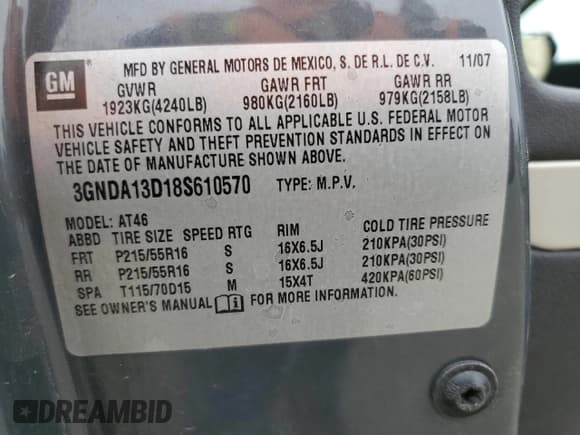 GM
MFD BY GENERAL MOTORS DE MEXICO, S. DE R.L. DE C.V. 11/07
GVWR GAWR FRT GAWR RR
1923KG(4240LB) 980KG(2160LB) 979KG(2158LB)
THIS VEHICLE CONFORMS TO ALL APPLICABLE U.S. FEDERAL MOTOR
VEHICLE SAFETY AND THEFT PREVENTION STANDARDS IN EFFECT ON
THE DATE OF MANUFACTURE SHOWN ABOVE.
3GNDA13D18S610570 TYPE: M.P.V.
MODEL: AT46
ABBD TIRE SIZE SPEED RTG RIM COLD TIRE PRESSURE
FRT P215/55R16 S 16X6.5J 210KPA(30PSI)
RR P215/55R16 S 16X6.5J 210KPA(30PSI)
SPA T115/70D15 M 15X4T 420KPA(60PSI)
SEE OWNER'S MANUAL i FOR MORE INFORMATION.
DREAMBID